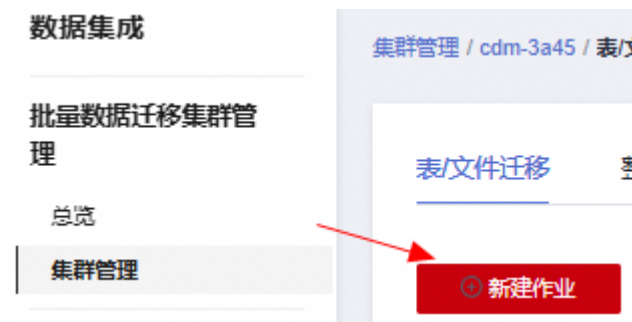 数据集成
批量数据迁移集群管
理
总览
集群管理
集群管理 / cdm-3a45 / 表/
表/文件迁移
新建作业